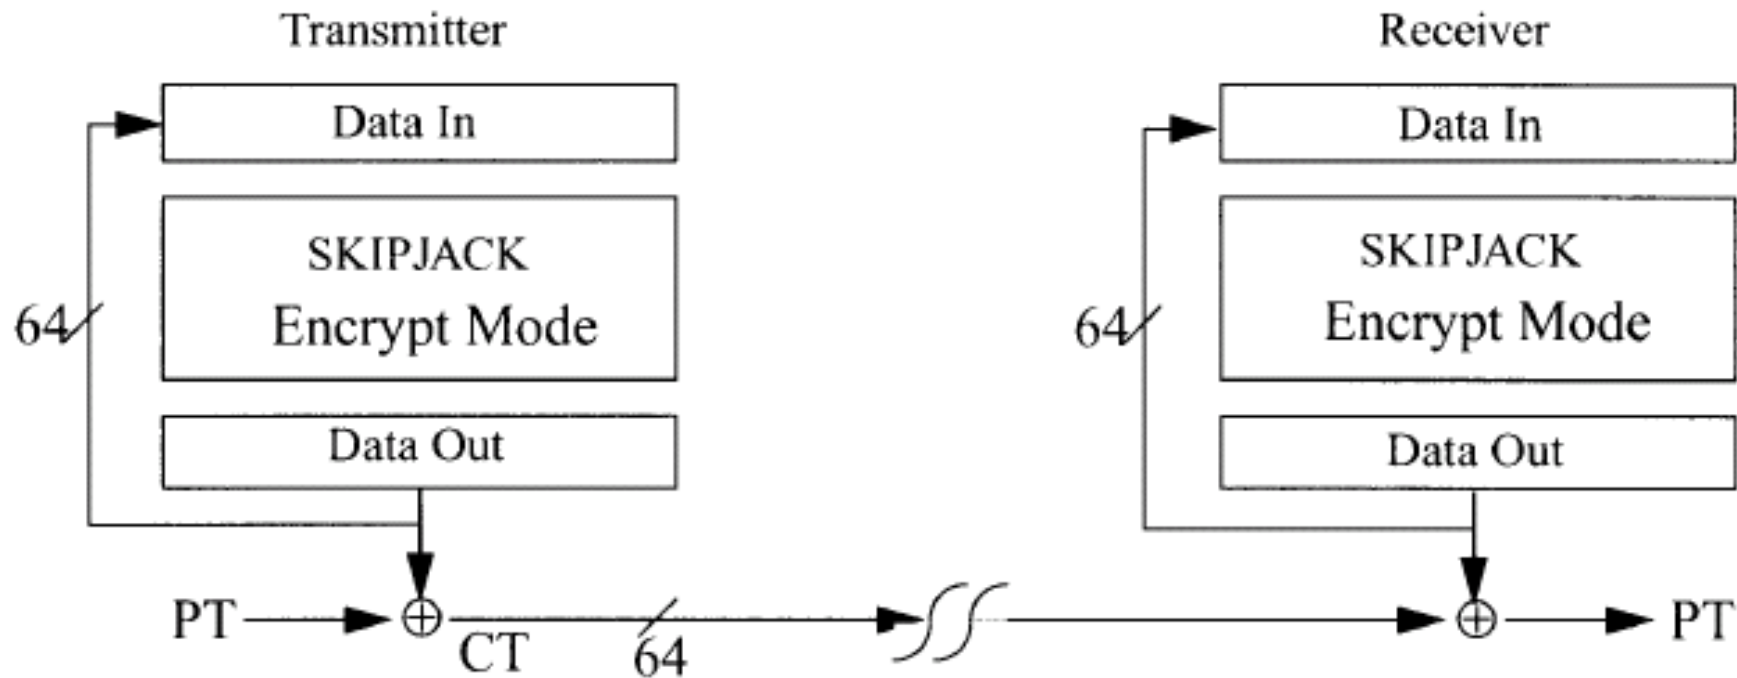 Transmitter
Receiver
Data In
Data In
SKIPJACK
Encrypt Mode
SKIPJACK
Encrypt Mode
64
64
Data Out
Data Out
PT
CT
64
PT